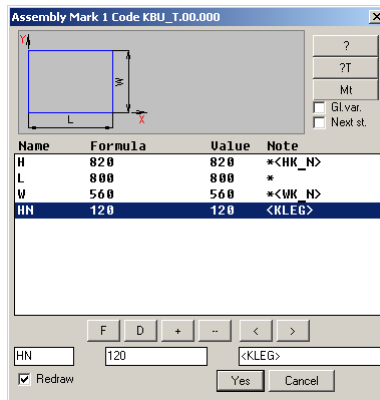 Assembly Mark 1 Code KBU_T.00.000
Y
W
L
X
?
?T
Mt
Gl.var.
Next st.
Name Formula Value Note
H 820 820 *<HK_N>
L 800 800 *
W 560 560 *<WK_N>
HN 120 120 <KLEG>
F D + -- < >
HN 120 <KLEG>
Redraw Yes Cancel